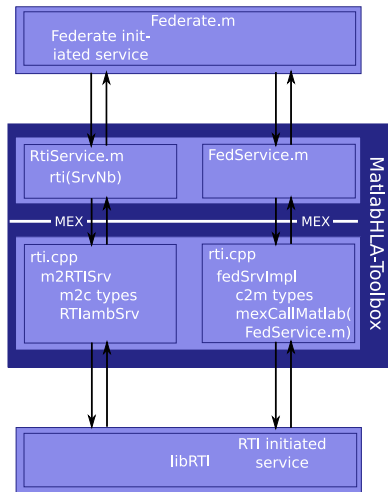 Federate.m
Federate init-
iated service
RtiService.m
rti(SrvNb)
FedService.m
MatlabHLA-Toolbox
MEX
MEX
rti.cpp
m2RTISrv
m2c types
RTIambSrv
rti.cpp
fedSrvImpl
c2m types
mexCallMatlab(
FedService.m)
libRTI
RTI initiated
service